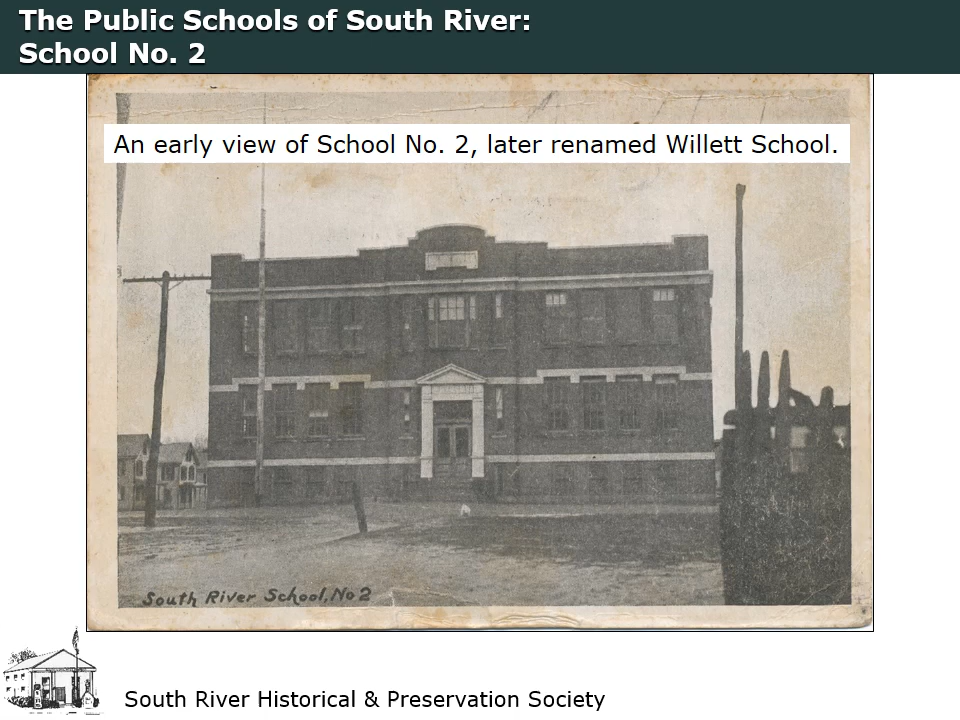 The Public Schools of South River:
School No. 2
An early view of School No. 2, later renamed Willett School.
South River School, No 2
South River Historical & Preservation Society